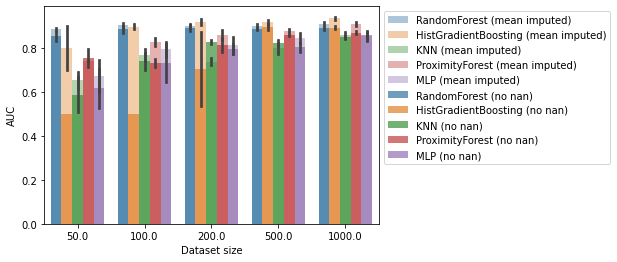 0.8
0.6
0.4
0.2
0.0
AUC
50.0 100.0 200.0 500.0 1000.0
Dataset size
RandomForest (mean imputed)
HistGradientBoosting (mean imputed)
KNN (mean imputed)
ProximityForest (mean imputed)
MLP (mean imputed)
RandomForest (no nan)
HistGradientBoosting (no nan)
KNN (no nan)
ProximityForest (no nan)
MLP (no nan)